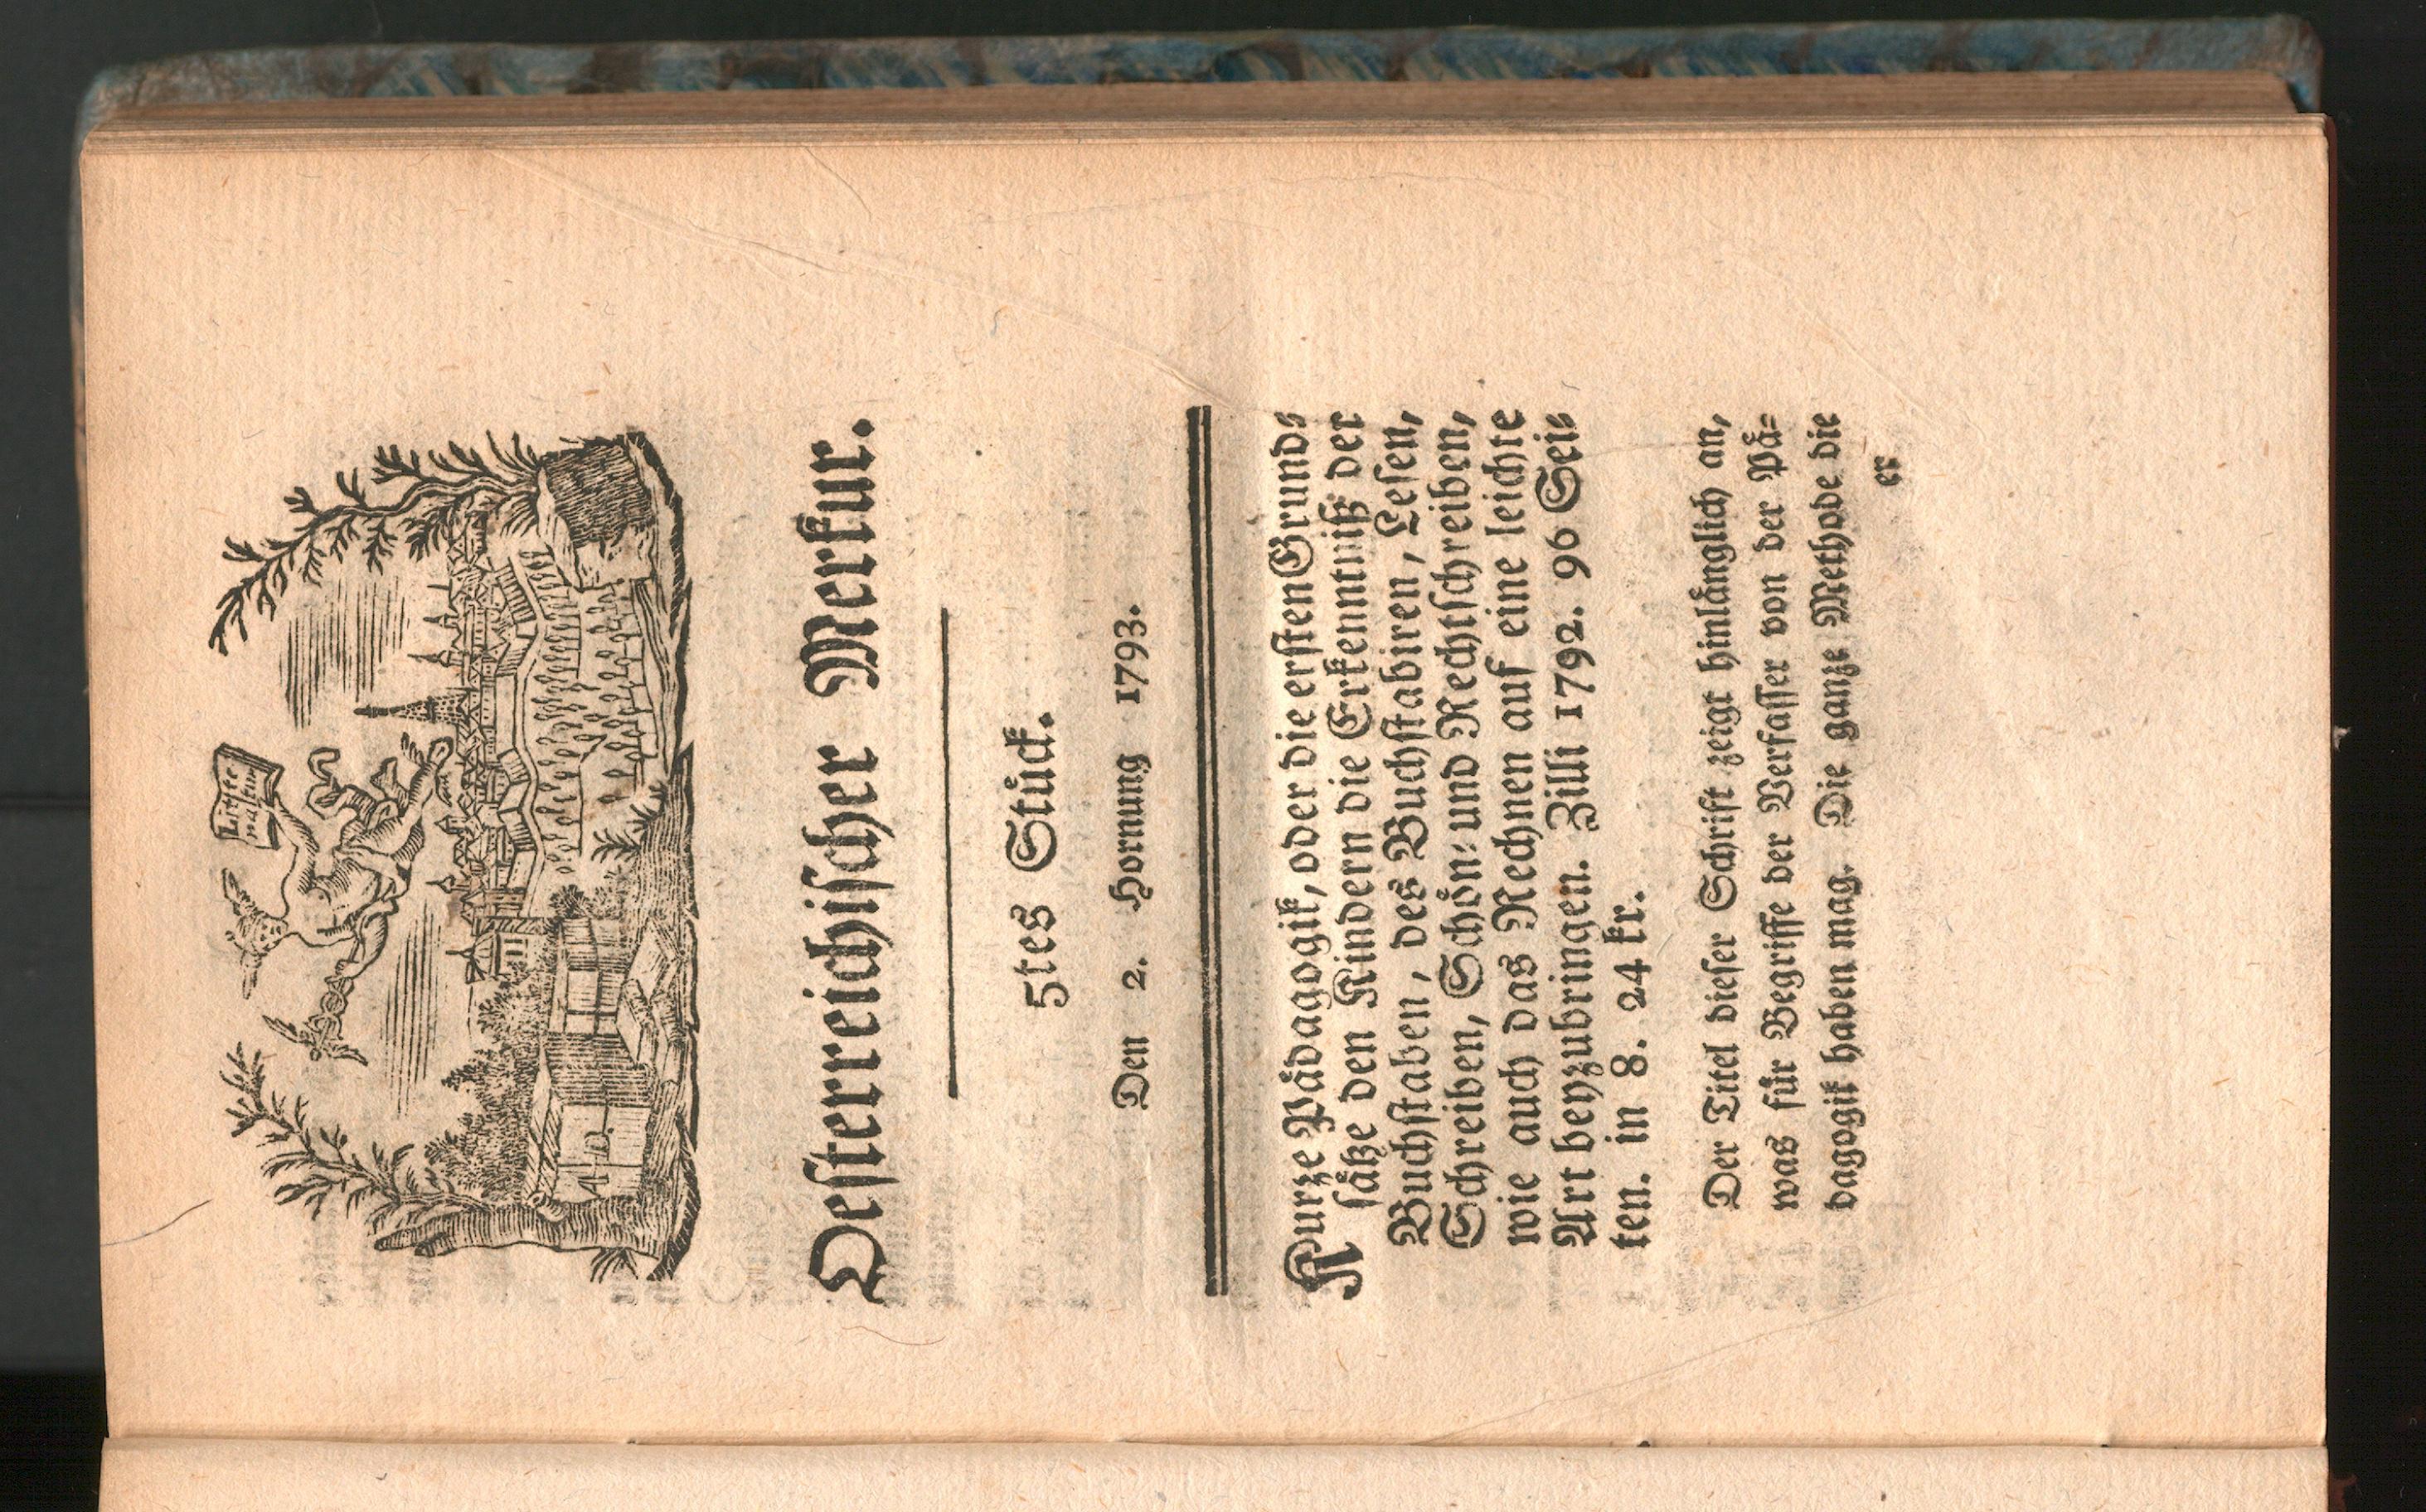 Litte
ratur
A. D.
Oesterreichischer Merkur.
5tes Stück.
Den 2. Hornung 1793.
Kurze Pädagogik, oder die ersten Grund-
sätze den Kindern die Erkenntniß der
Buchstaben, des Buchstabiren, Lesen,
Schreiben, Schön- und Rechtschreiben,
wie auch das Rechnen auf eine leichte
Art beyzubringen. Zilli 1792. 96 Sei-
ten. in 8. 24 kr.
Der Titel dieser Schrift zeigt hinlänglich an,
was für Begriffe der Verfasser von der Pä-
dagogik haben mag. Die ganze Methode die
er